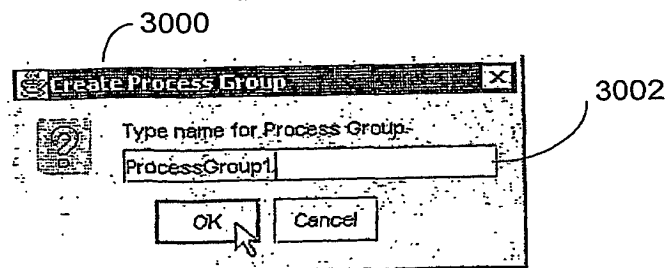 3000
Create Process Group
3002
Type name for Process Group
ProcessGroup1
OK Cancel